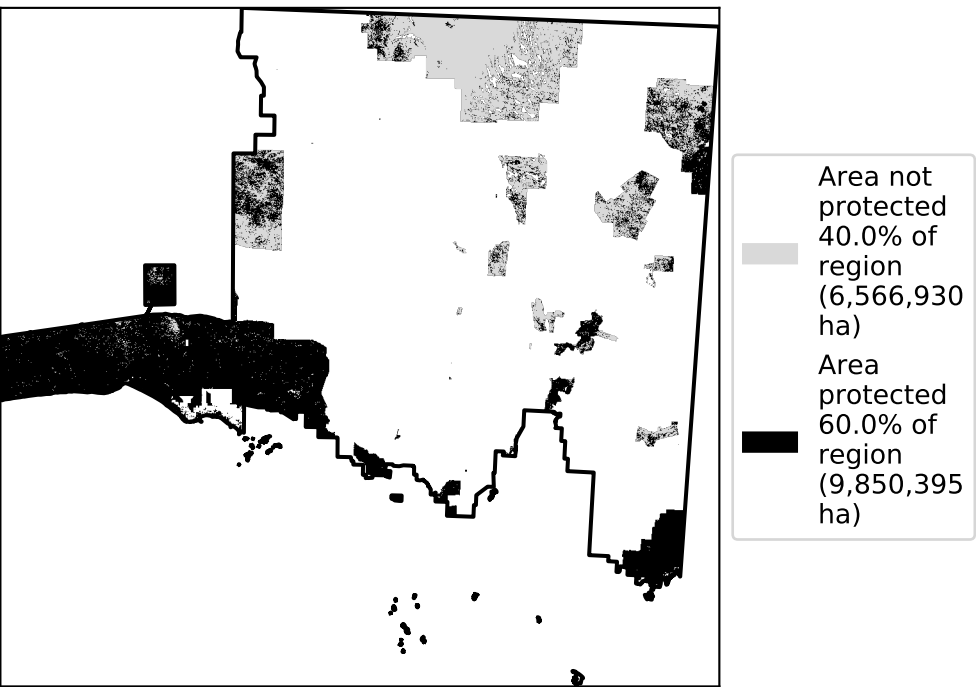 Area not
protected
40.0% of
region
(6,566,930
ha)
Area
protected
60.0% of
region
(9,850,395
ha)